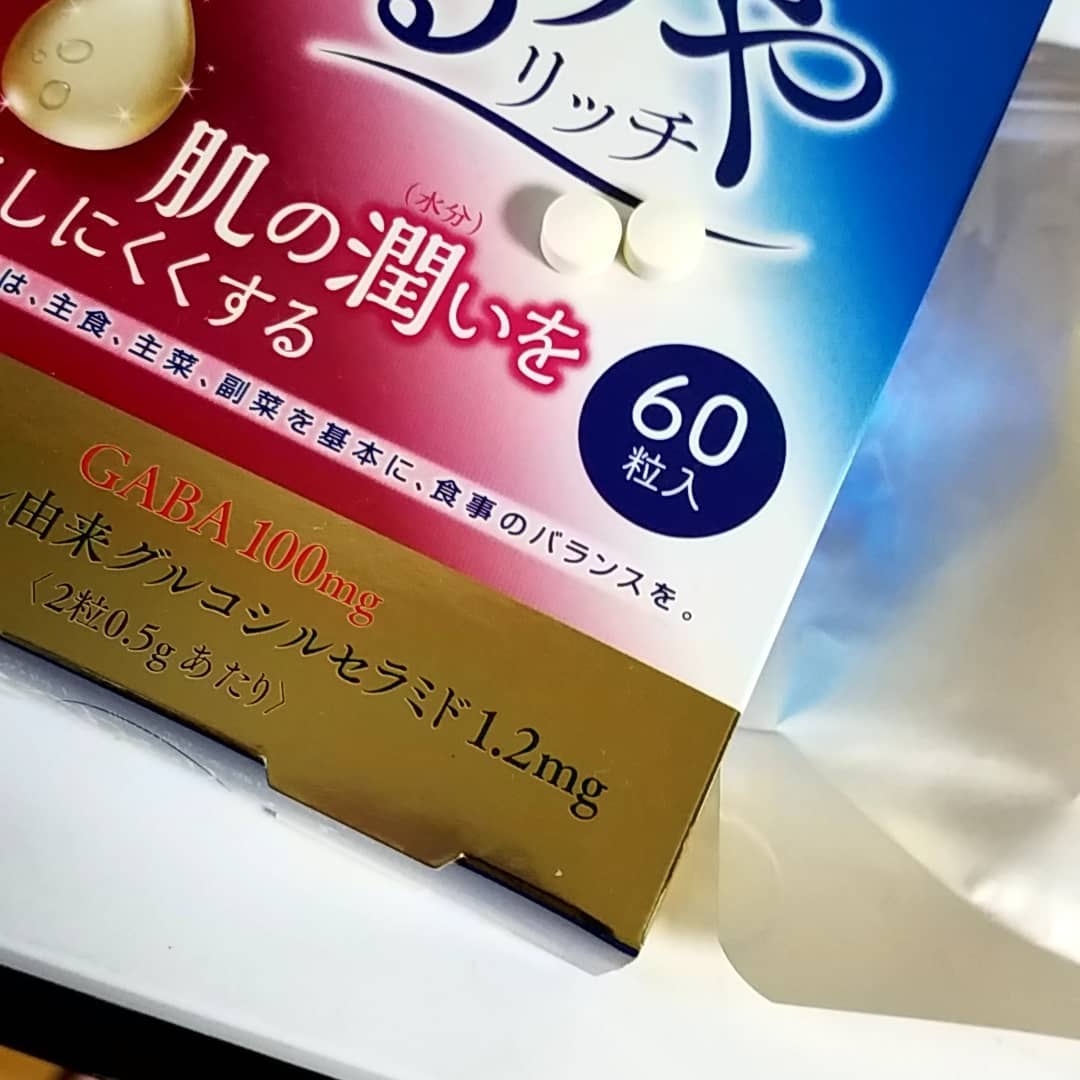 や
リッチ
(水分)
肌の潤いを
しにくくする
60
粒入
は、主食、主菜、副菜を基本に、食事のバランスを。
GABA 100mg
由来グルコシルセラミド 1.2mg
〈2粒0.5gあたり〉